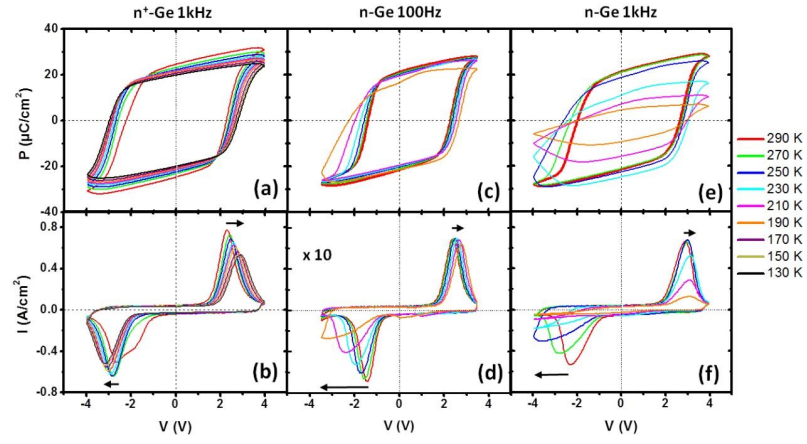 n⁺-Ge 1kHz
n-Ge 100Hz
n-Ge 1kHz
40
20
0
-20
-40
P (μC/cm²)
(a)
(c)
(e)
290 K
270 K
250 K
230 K
210 K
190 K
170 K
150 K
130 K
0.8
0.4
0.0
-0.4
-0.8
I (A/cm²)
x 10
(b)
(d)
(f)
-4 -2 0 2 4
-4 -2 0 2 4
-4 -2 0 2 4
V (V)
V (V)
V (V)